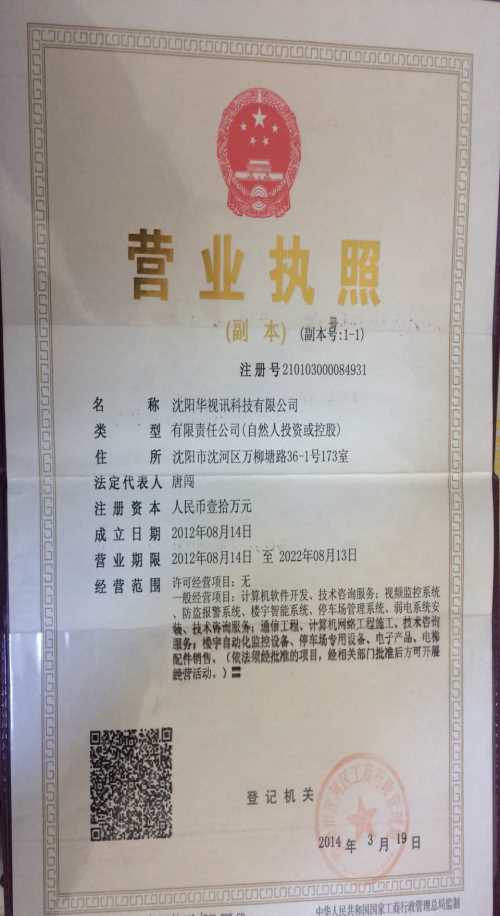 营业执照
(副 本) (副本号:1-1)
注册号210103000084931
名 称 沈阳华视讯科技有限公司
类 型 有限责任公司(自然人投资或控股)
住 所 沈阳市沈河区万柳塘路36-1号173室
法定代表人 唐闯
注册资本 人民币壹拾万元
成立日期 2012年08月14日
营业期限 2012年08月14日 至 2022年08月13日
经营范围 许可经营项目：无
一般经营项目：计算机软件开发、技术咨询服务；视频监控系统
、防盗报警系统、楼宇智能系统、停车场管理系统、弱电系统安
装、技术咨询服务；通信工程、计算机网络工程施工、技术咨询
服务；楼宇自动化监控设备、停车场专用设备、电子产品、电梯
配件销售。（依法须经批准的项目，经相关部门批准后方可开展
经营活动。）
登记机关
2014 年 3 月 19 日
中华人民共和国国家工商行政管理总局监制